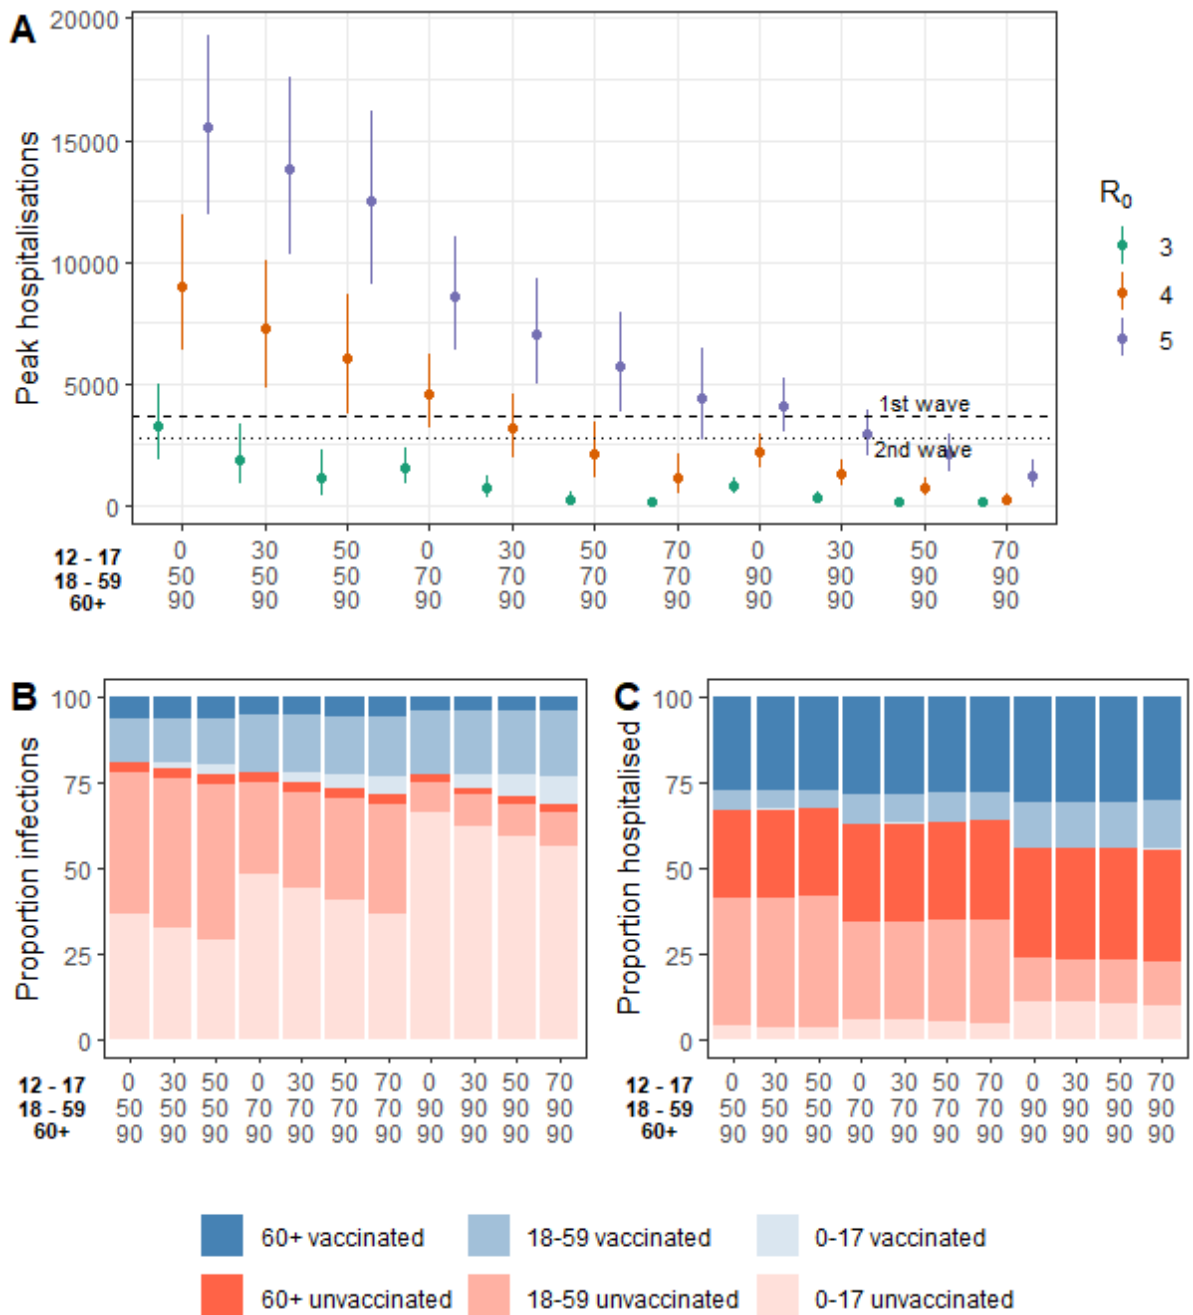 A
20000
15000
10000
5000
0
Peak hospitalisations
1st wave
2nd wave
R0
3
4
5
12 - 17 0 30 50 0 30 50 70 0 30 50 70
18 - 59 50 50 50 70 70 70 70 90 90 90 90
60+ 90 90 90 90 90 90 90 90 90 90 90
B
100
75
50
25
0
Proportion infections
12 - 17 0 30 50 0 30 50 70 0 30 50 70
18 - 59 50 50 50 70 70 70 70 90 90 90 90
60+ 90 90 90 90 90 90 90 90 90 90 90
C
100
75
50
25
0
Proportion hospitalised
12 - 17 0 30 50 0 30 50 70 0 30 50 70
18 - 59 50 50 50 70 70 70 70 90 90 90 90
60+ 90 90 90 90 90 90 90 90 90 90 90
60+ vaccinated 18-59 vaccinated 0-17 vaccinated
60+ unvaccinated 18-59 unvaccinated 0-17 unvaccinated